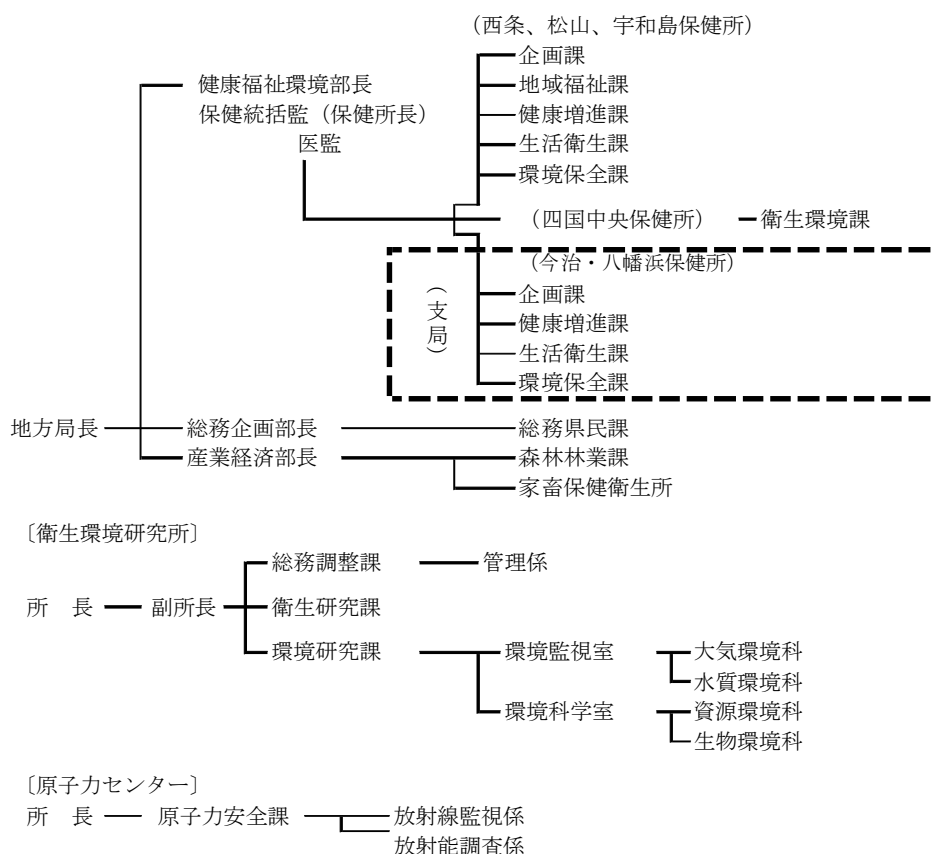 （西条、松山、宇和島保健所）
企画課
健康福祉環境部長 地域福祉課
保健統括監（保健所長） 健康増進課
医監 生活衛生課
環境保全課
（四国中央保健所） 衛生環境課
（今治・八幡浜保健所）
（支局）
企画課
健康増進課
生活衛生課
環境保全課
地方局長 総務企画部長 総務県民課
産業経済部長 森林林業課
家畜保健衛生所
〔衛生環境研究所〕
総務調整課 管理係
所　長 副所長 衛生研究課
環境研究課 環境監視室 大気環境科
水質環境科
環境科学室 資源環境科
生物環境科
〔原子力センター〕
所　長 原子力安全課 放射線監視係
放射能調査係